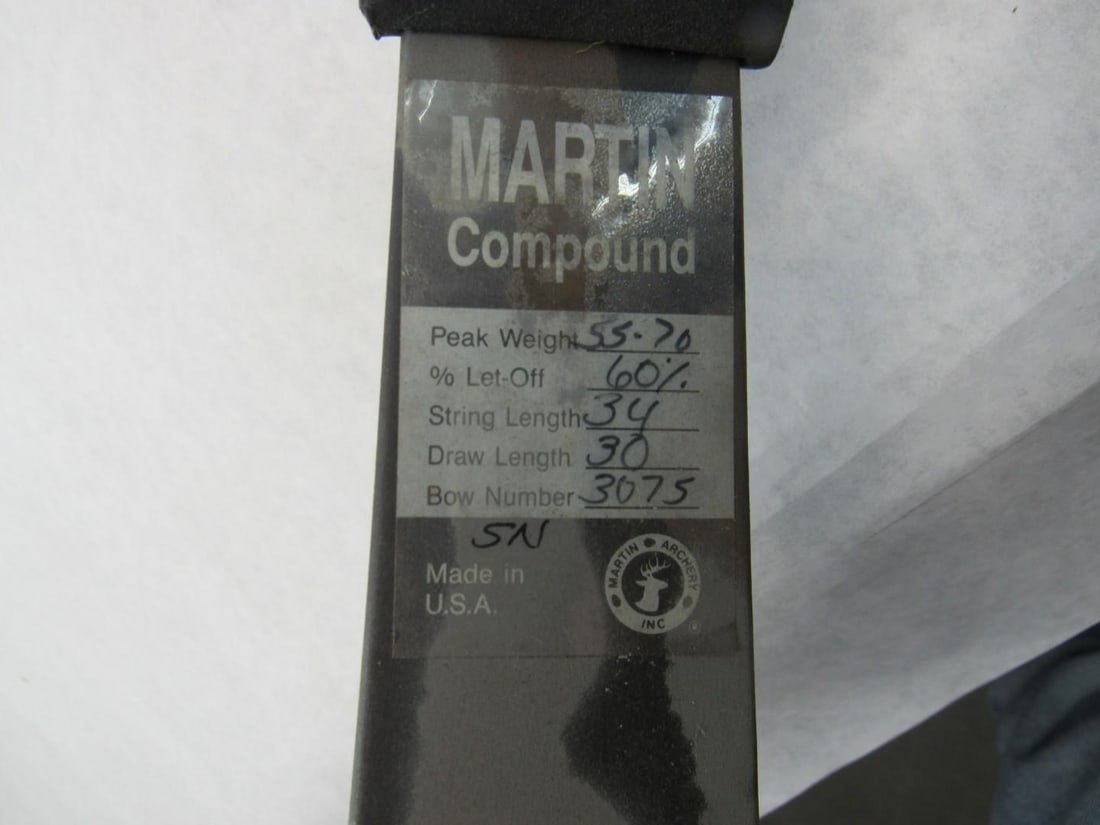 MARTIN
Compound
Peak Weight 55-70
% Let-Off 60%
String Length 34
Draw Length 30
Bow Number 3075
SN
Made in
U.S.A.
MARTIN ARCHERY
INC